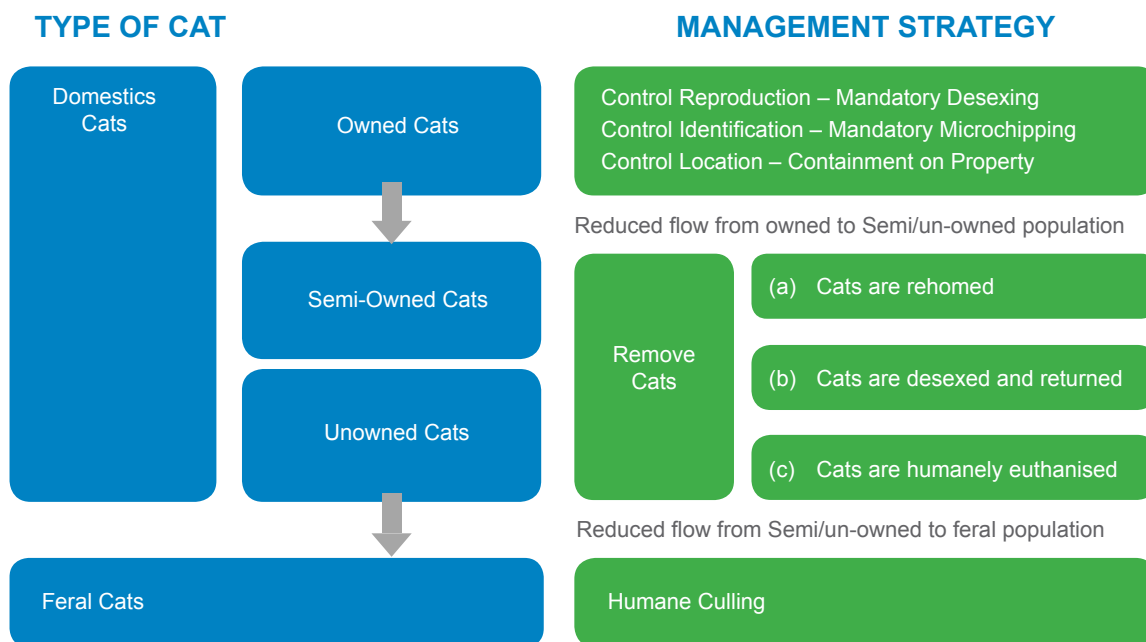 TYPE OF CAT
MANAGEMENT STRATEGY
Domestics
Cats
Owned Cats
Control Reproduction – Mandatory Desexing
Control Identification – Mandatory Microchipping
Control Location – Containment on Property
Reduced flow from owned to Semi/un-owned population
Semi-Owned Cats
Unowned Cats
Remove
Cats
(a) Cats are rehomed
(b) Cats are desexed and returned
(c) Cats are humanely euthanised
Reduced flow from Semi/un-owned to feral population
Feral Cats
Humane Culling